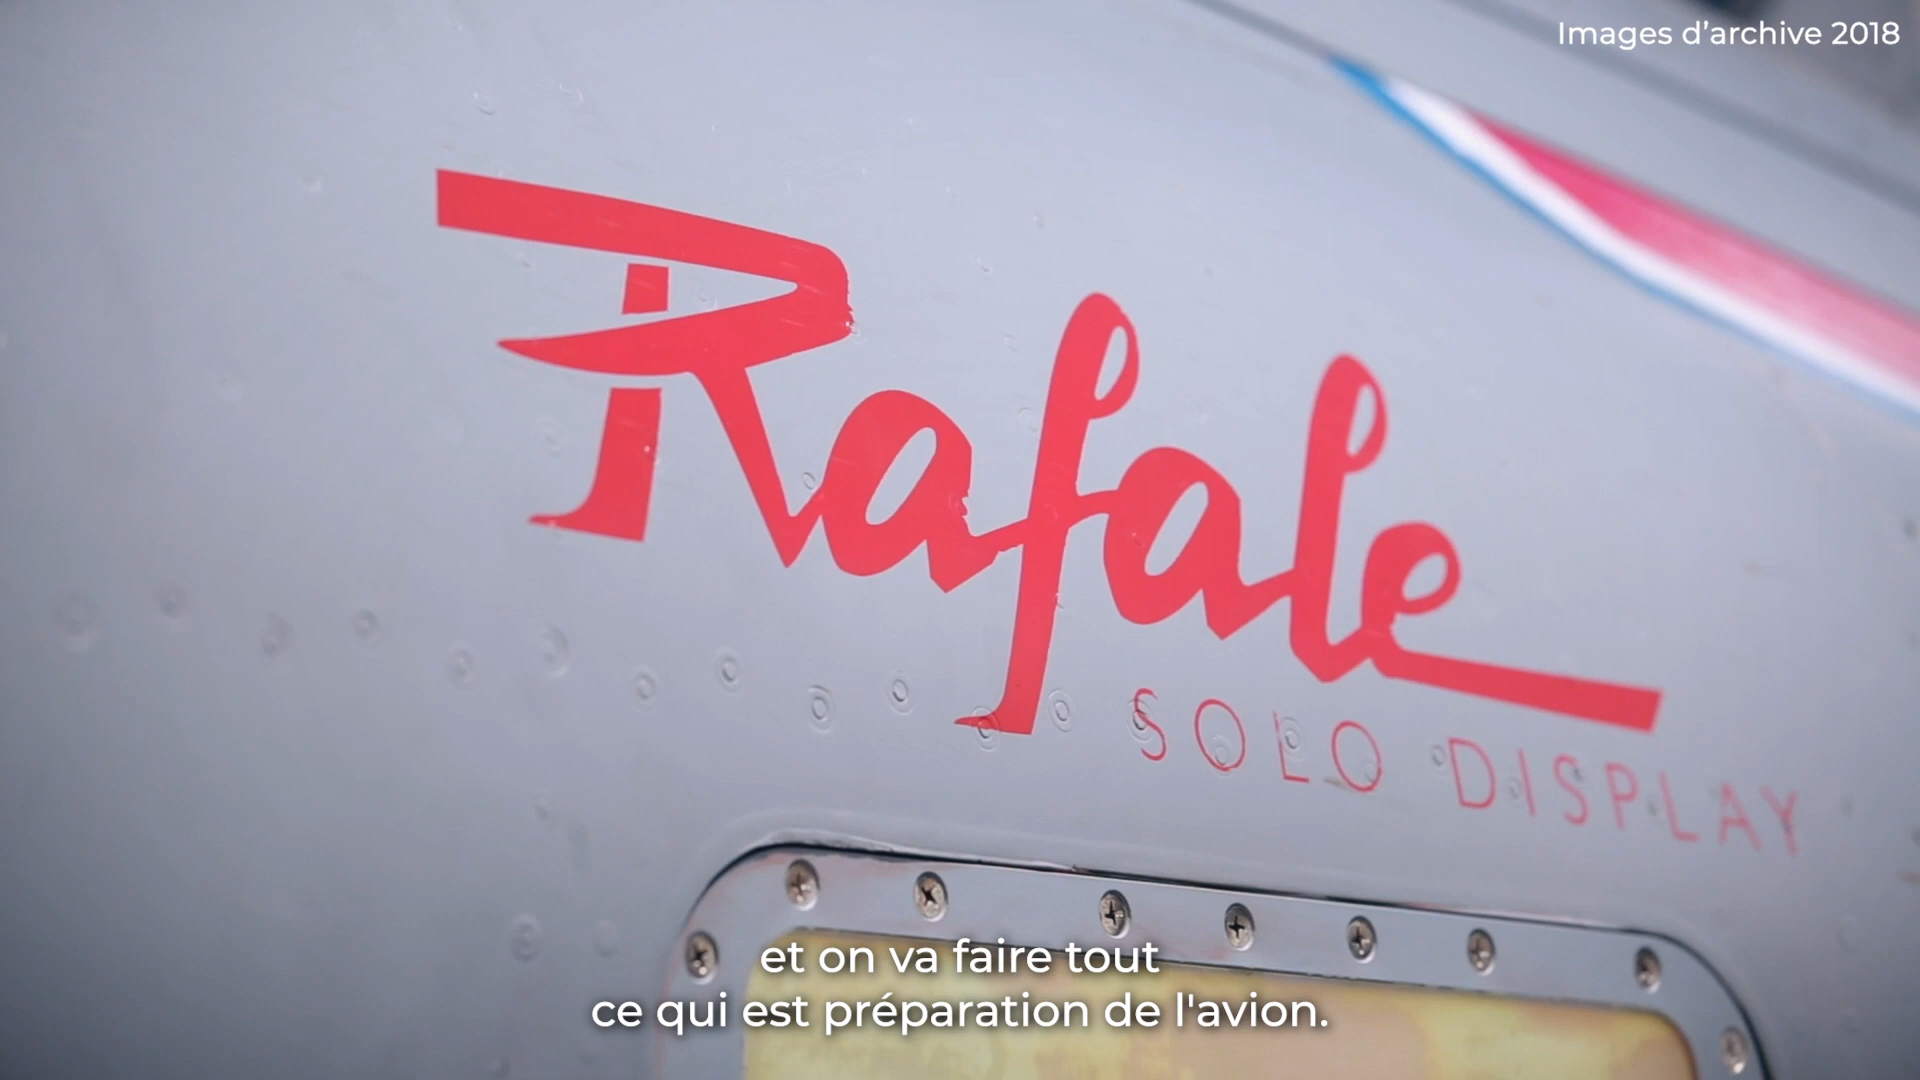 Images d’archive 2018
Rafale
SOLO DISPLAY
et on va faire tout
ce qui est préparation de l'avion.